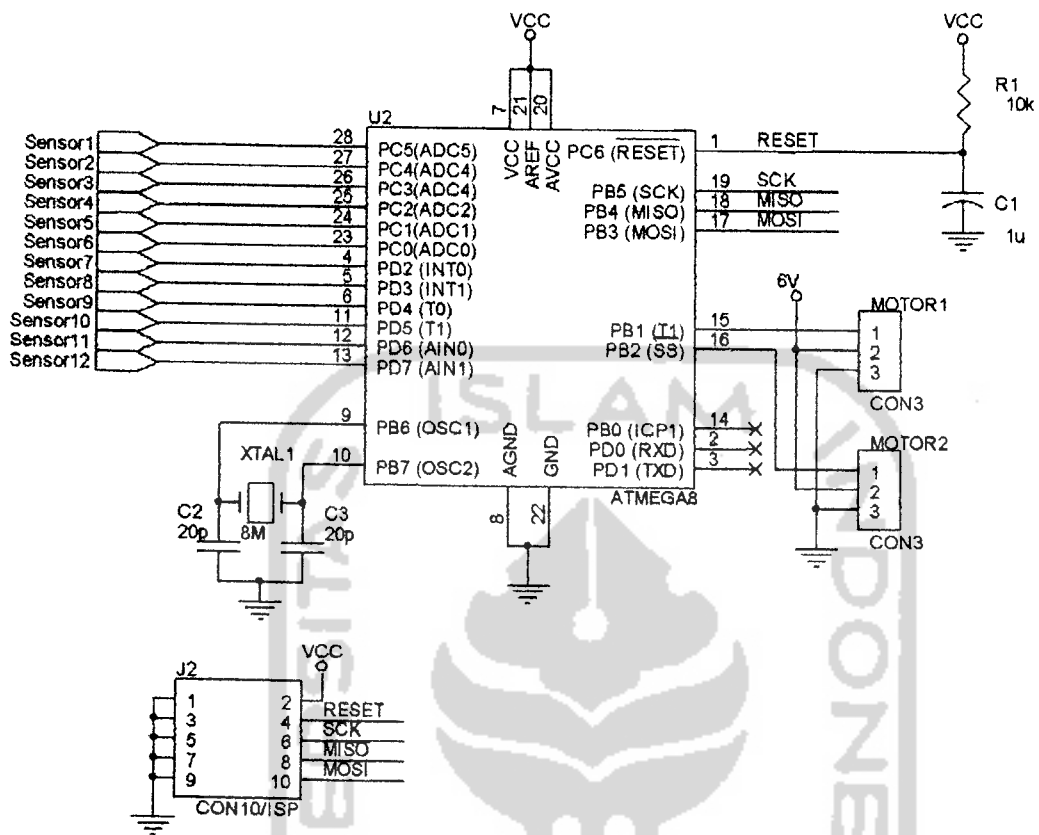 VCC
VCC
R1
10k
U2
7
21
20
VCC
AREF
AVCC
Sensor1
28
PC5(ADC5)
Sensor2
27
PC4(ADC4)
Sensor3
26
PC3(ADC4)
Sensor4
25
PC2(ADC2)
Sensor5
24
PC1(ADC1)
Sensor6
23
PC0(ADC0)
Sensor7
4
PD2 (INT0)
Sensor8
5
PD3 (INT1)
Sensor9
6
PD4 (T0)
Sensor10
11
PD5 (T1)
Sensor11
12
PD6 (AIN0)
Sensor12
13
PD7 (AIN1)
PC6 (RESET)
1
RESET
PB5 (SCK)
19
SCK
PB4 (MISO)
18
MISO
PB3 (MOSI)
17
MOSI
C1
1u
6V
MOTOR1
PB1 (T1)
15
PB2 (SS)
16
1
2
3
CON3
9
PB6 (OSC1)
XTAL1
10
PB7 (OSC2)
AGND
GND
8
22
PB0 (ICP1)
14
PD0 (RXD)
2
PD1 (TXD)
3
ATMEGA8
MOTOR2
1
2
3
CON3
C2
20p
8M
C3
20p
J2
VCC
1
2
3
4
RESET
5
6
SCK
7
8
MISO
9
10
MOSI
CON10/ISP
ERSITAS
ISLAM
INDONE